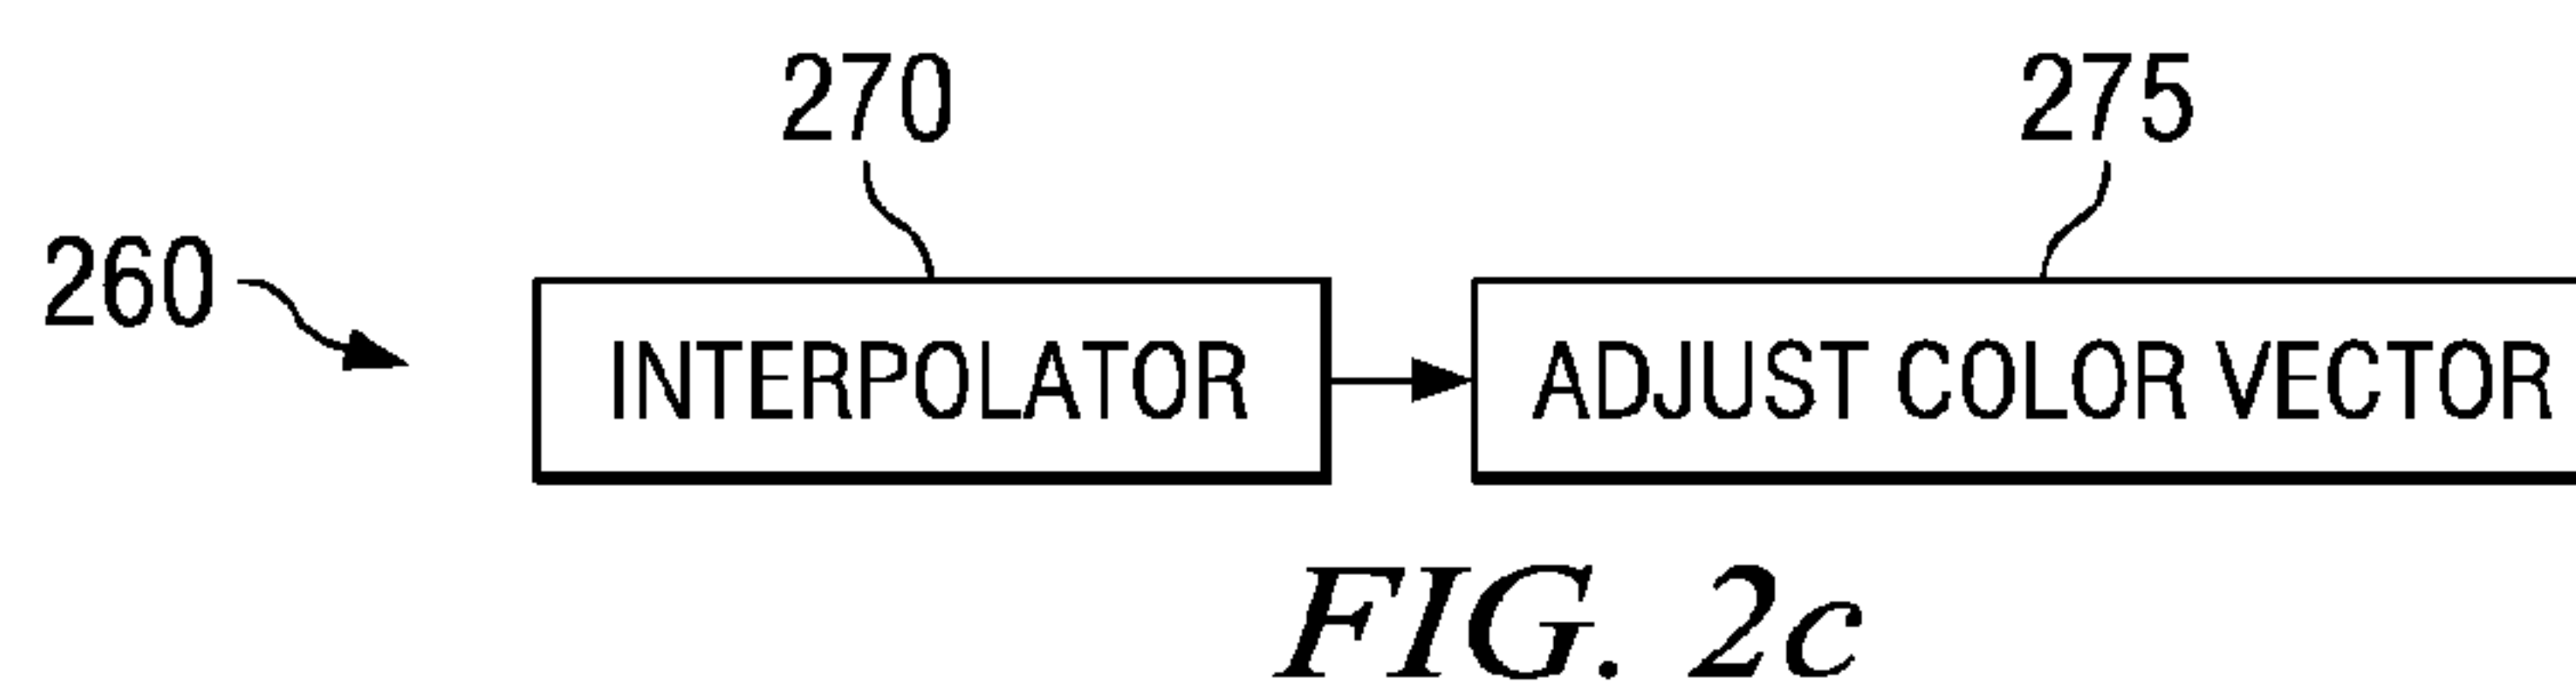 270 275
260
INTERPOLATOR ADJUST COLOR VECTOR
FIG. 2c